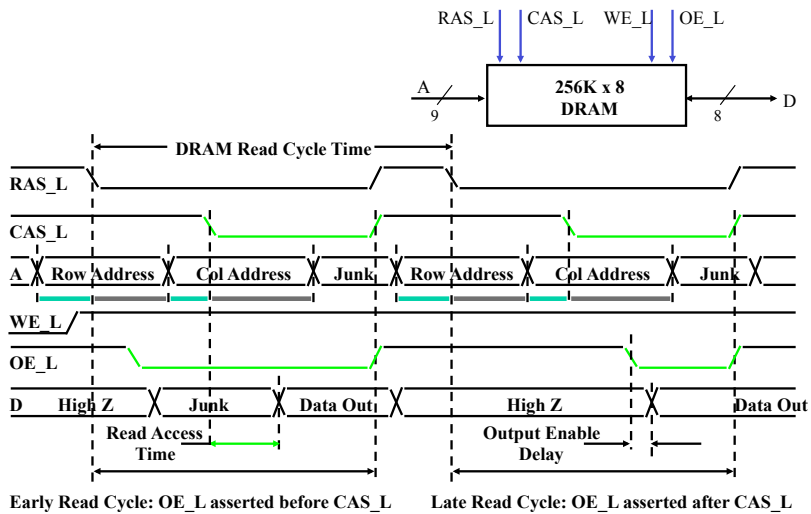 RAS_L CAS_L WE_L OE_L
A 256K x 8 D
9 DRAM 8
DRAM Read Cycle Time
RAS_L
CAS_L
A Row Address Col Address Junk Row Address Col Address Junk
WE_L
OE_L
D High Z Junk Data Out High Z Data Out
Read Access Output Enable
Time Delay
Early Read Cycle: OE_L asserted before CAS_L Late Read Cycle: OE_L asserted after CAS_L